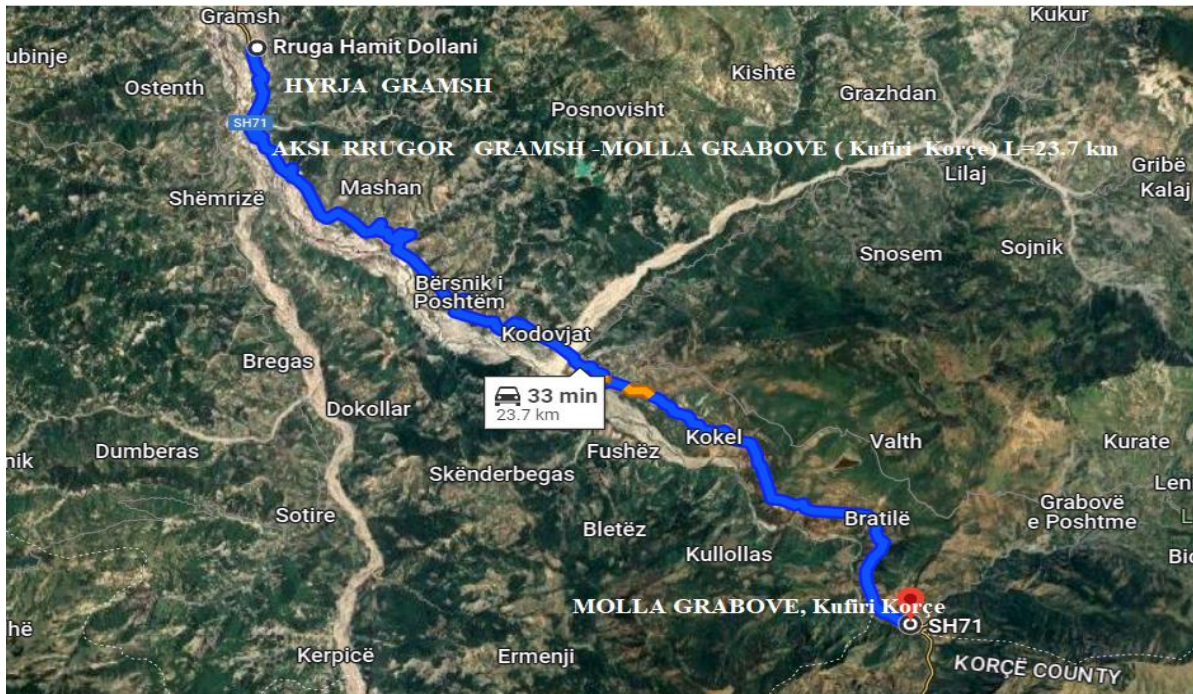 Gramsh
Kukur
Rruga Hamit Dollani
ubinje
Kishtë
Ostenth
HYRJA GRAMSH
Grazhdan
Posnovisht
SH71
AKSI RRUGOR GRAMSH -MOLLA GRABOVE ( Kufiri Korçe) L=23.7 km
Gribë
Lilaj
Mashan
Kalaj
Shëmrizë
Snosem
Sojnik
Bërsnik i
Poshtëm
Kodovjat
Bregas
33 min
23.7 km
Dokollar
Kokel
Valth
Kurate
Dumberas
Fushëz
nik
Skënderbegas
Len
Grabovë
e Poshtme
L
Sotire
Bratilë
Bletëz
Kullollas
MOLLA GRABOVE, Kufiri Korçe
SH71
hë
Kerpicë
Ermenji
KORÇË COUNTY